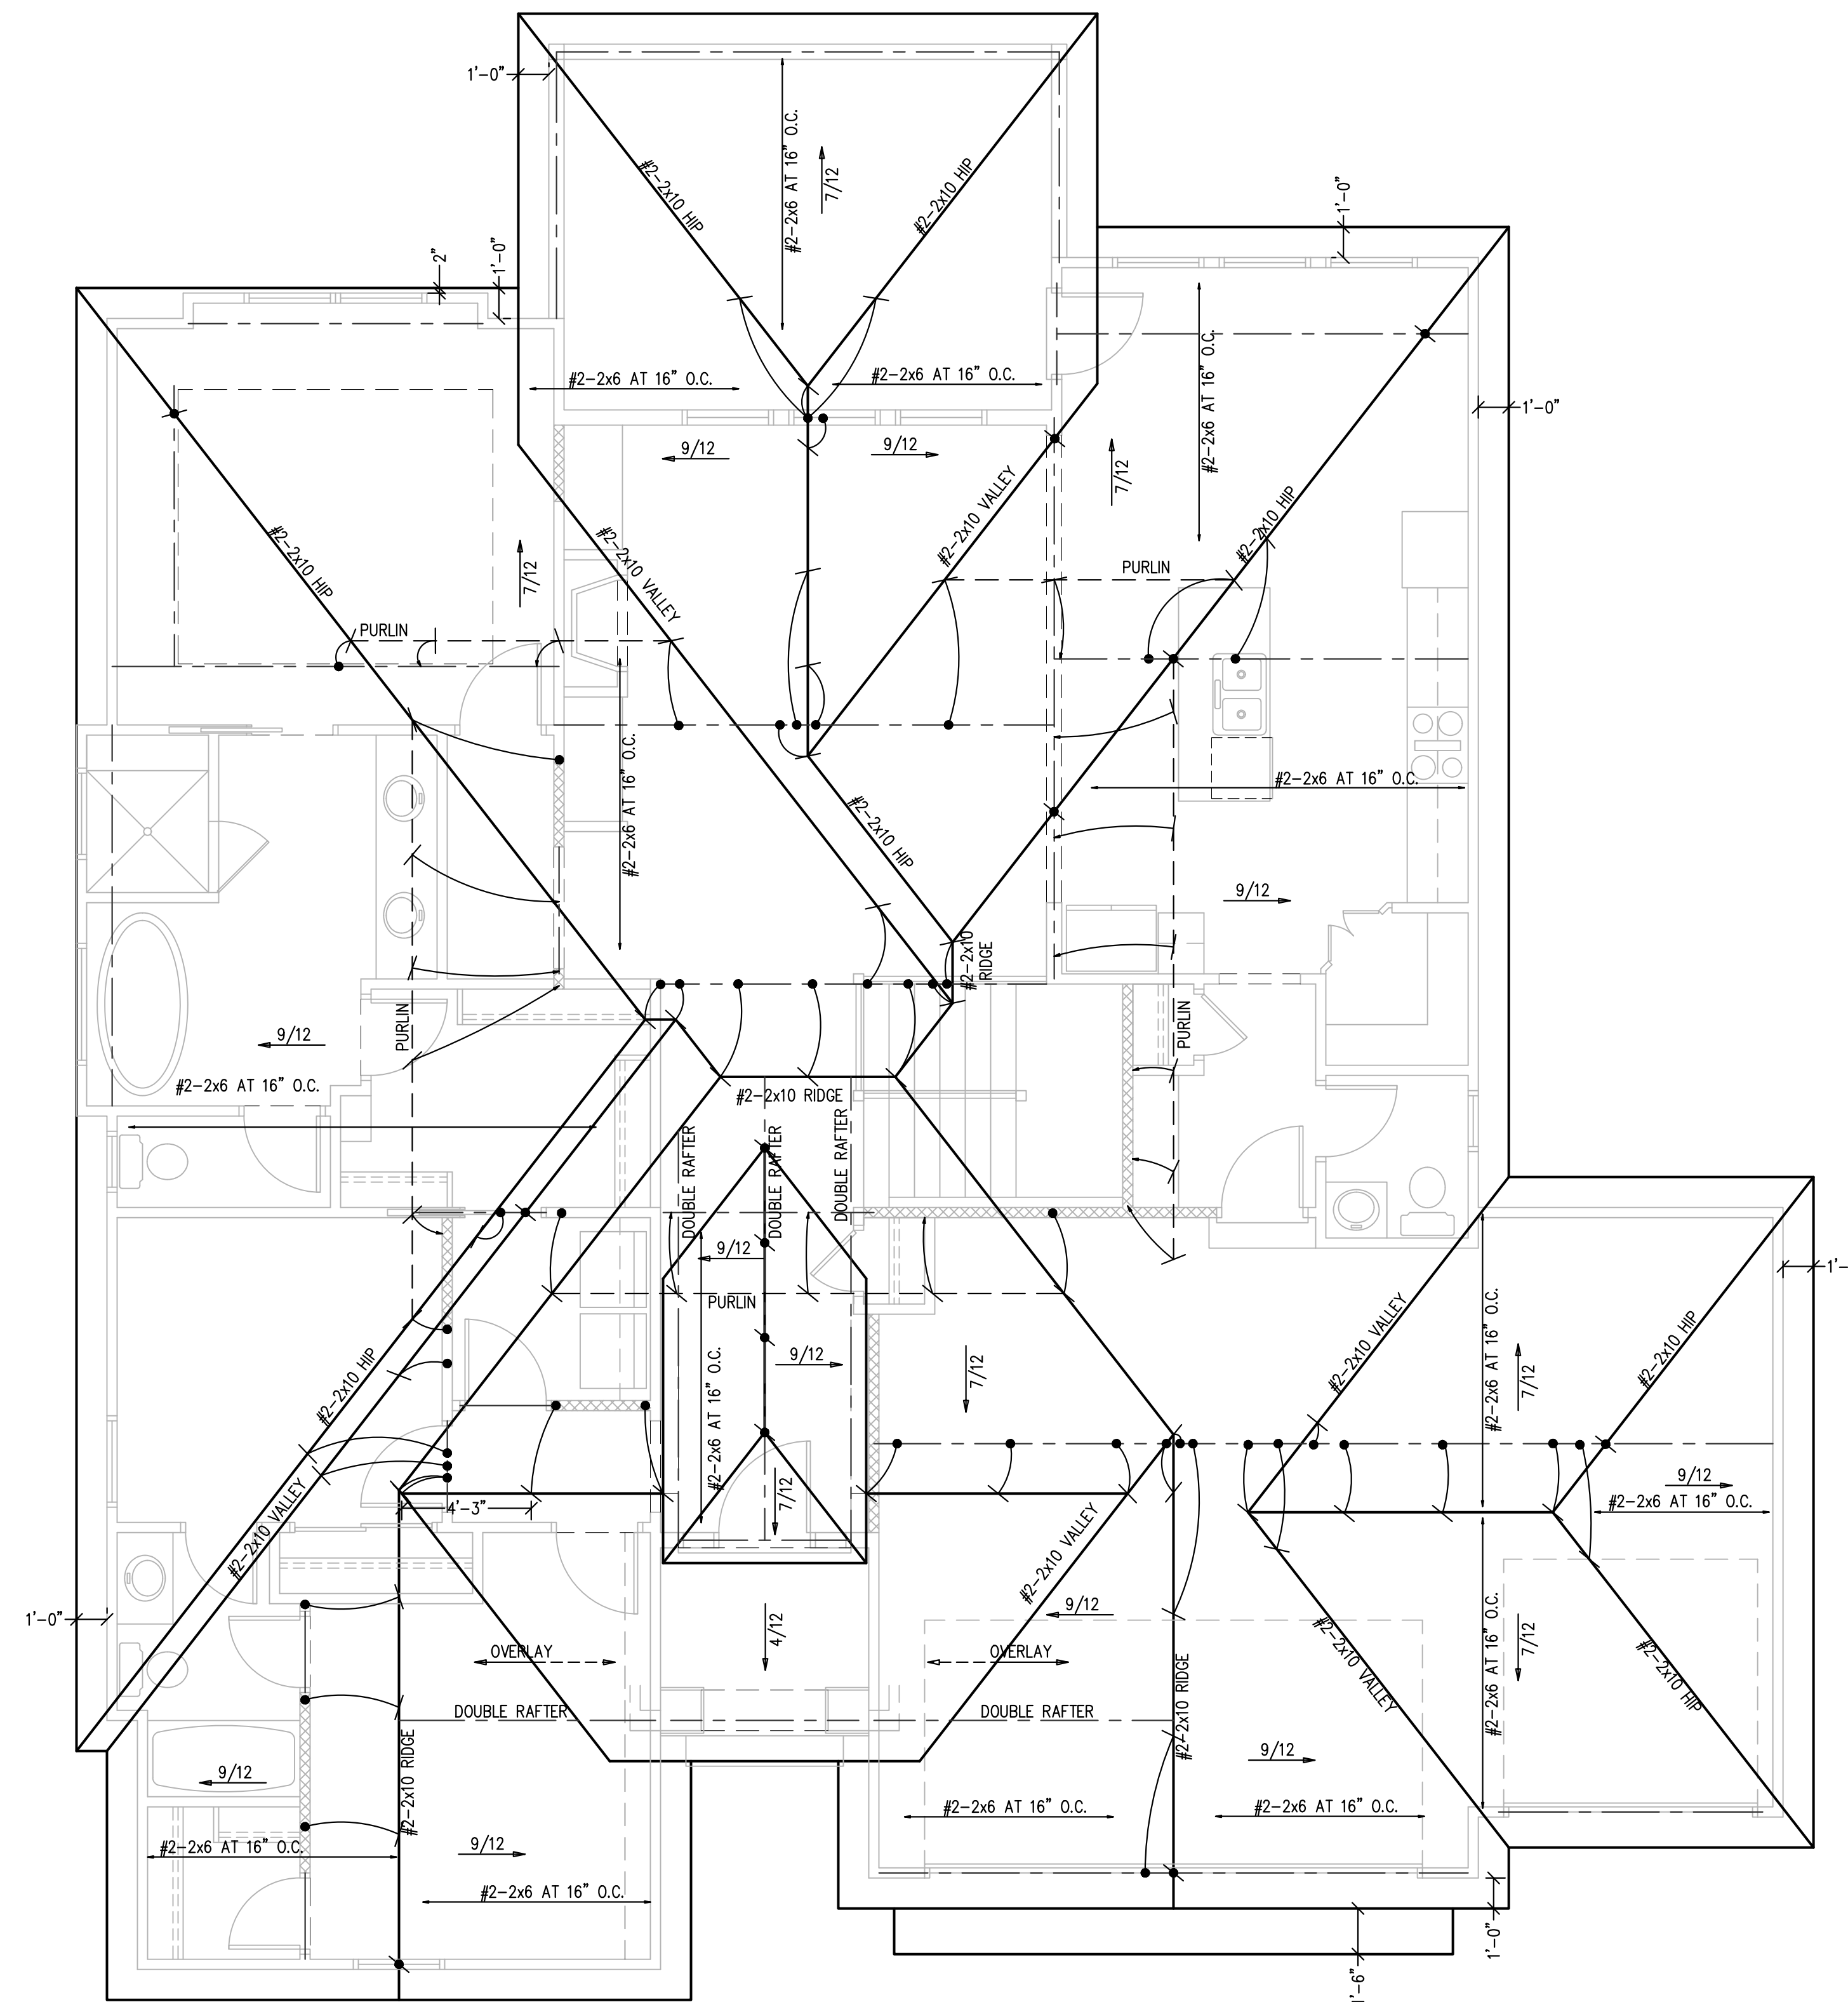 1'-0"
#2-2x10 HIP
#2-2x6 AT 16" O.C.
7/12
#2-2x10 HIP
1'-0"
2"
1'-0"
#2-2x6 AT 16" O.C.
#2-2x6 AT 16" O.C.
#2-2x6 AT 16" O.C.
1'-0"
9/12
9/12
7/12
#2-2x10 HIP
7/12
#2-2x10 VALLEY
#2-2x10 VALLEY
#2-2x10 HIP
PURLIN
PURLIN
#2-2x6 AT 16" O.C.
#2-2x6 AT 16" O.C.
#2-2x10 HIP
9/12
#2-2x10
RIDGE
PURLIN
PURLIN
9/12
#2-2x6 AT 16" O.C.
#2-2x10 RIDGE
DOUBLE RAFTER
DOUBLE RAFTER
DOUBLE RAFTER
9/12
PURLIN
9/12
#2-2x6 AT 16" O.C.
7/12
7/12
#2-2x10 VALLEY
#2-2x6 AT 16" O.C.
7/12
#2-2x10 HIP
1'-
9/12
#2-2x6 AT 16" O.C.
#2-2x10 HIP
#2-2x10 VALLEY
4'-3"
1'-0"
4/12
#2-2x10 VALLEY
9/12
OVERLAY
OVERLAY
#2-2x10 VALLEY
#2-2x6 AT 16" O.C.
7/12
#2-2x10 HIP
DOUBLE RAFTER
DOUBLE RAFTER
#2-2x10 RIDGE
#2-2x10 RIDGE
9/12
9/12
#2-2x6 AT 16" O.C.
#2-2x6 AT 16" O.C.
#2-2x6 AT 16" O.C.
9/12
#2-2x6 AT 16" O.C.
1'-0"
1'-6"